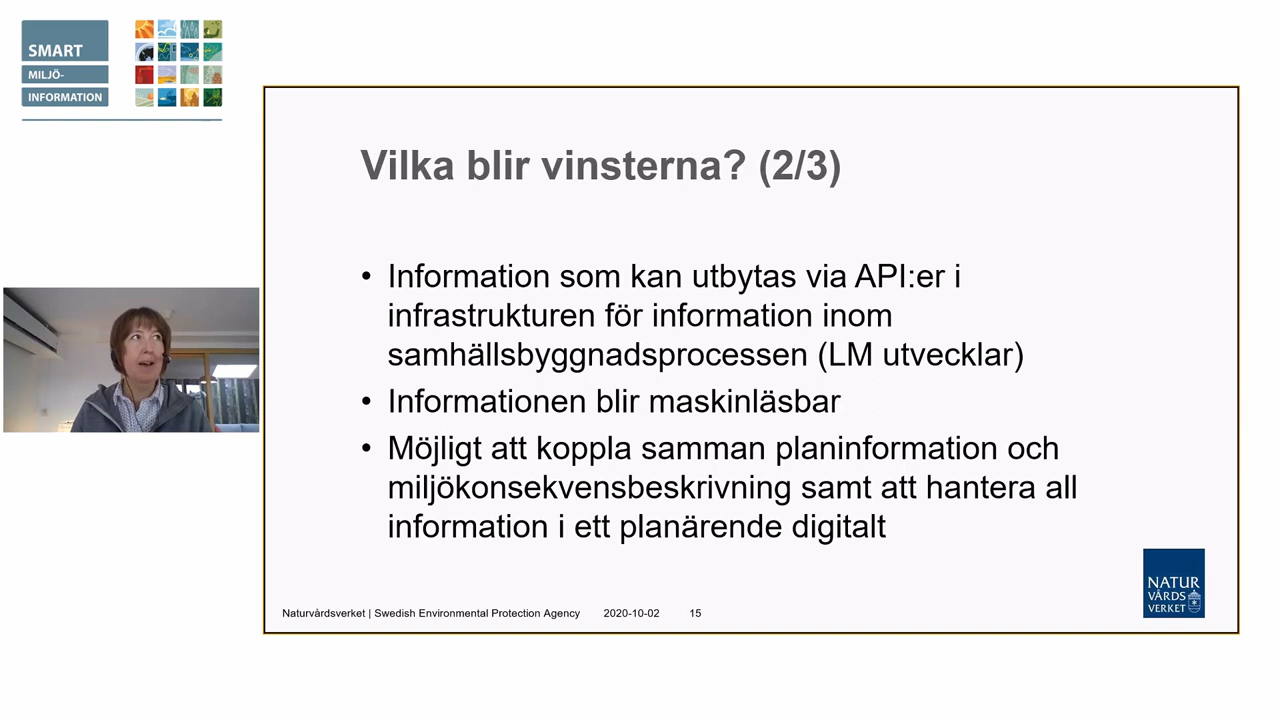 SMART
MILJÖ-
INFORMATION
Vilka blir vinsterna? (2/3)
• Information som kan utbytas via API:er i
infrastrukturen för information inom
samhällsbyggnadsprocessen (LM utvecklar)
• Informationen blir maskinläsbar
• Möjligt att koppla samman planinformation och
miljökonsekvensbeskrivning samt att hantera all
information i ett planärende digitalt
NATUR
VÅRDS
VERKET
Naturvårdsverket | Swedish Environmental Protection Agency 2020-10-02 15